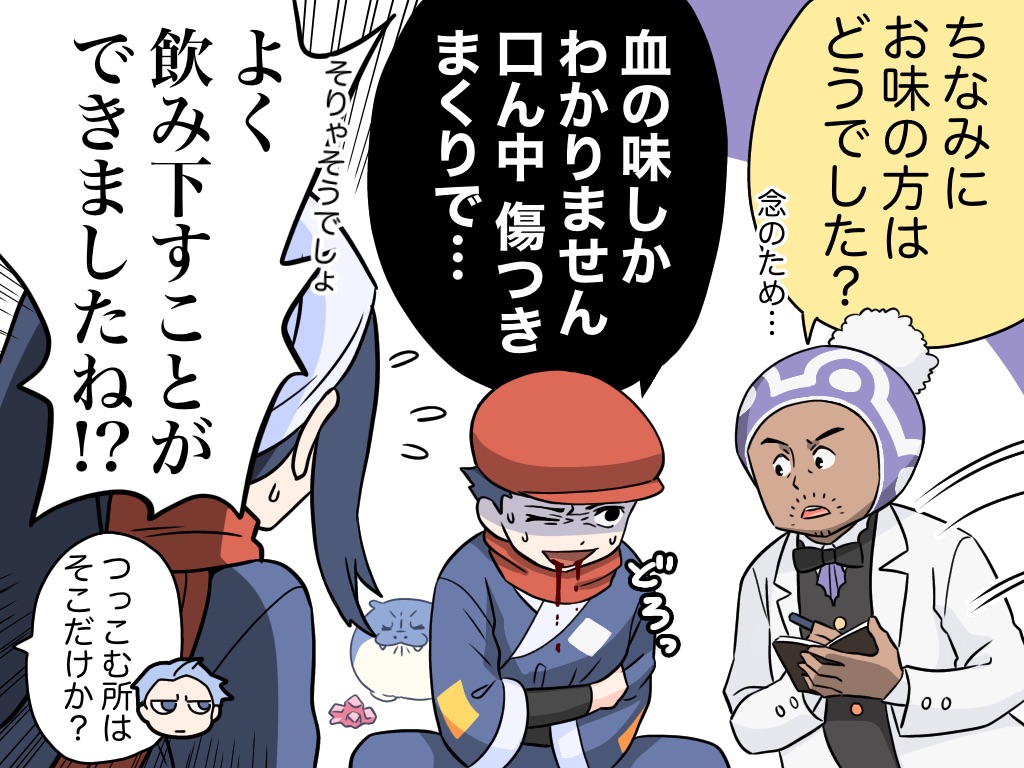 ちなみに
お味の方は
どうでした？
念のため…
血の味しか
わかりません
口ん中 傷つき
まくりで…
そりゃそうでしょ
よく
飲み下すことが
できましたね!?
どろっ
つっこむ所は
そこだけか？